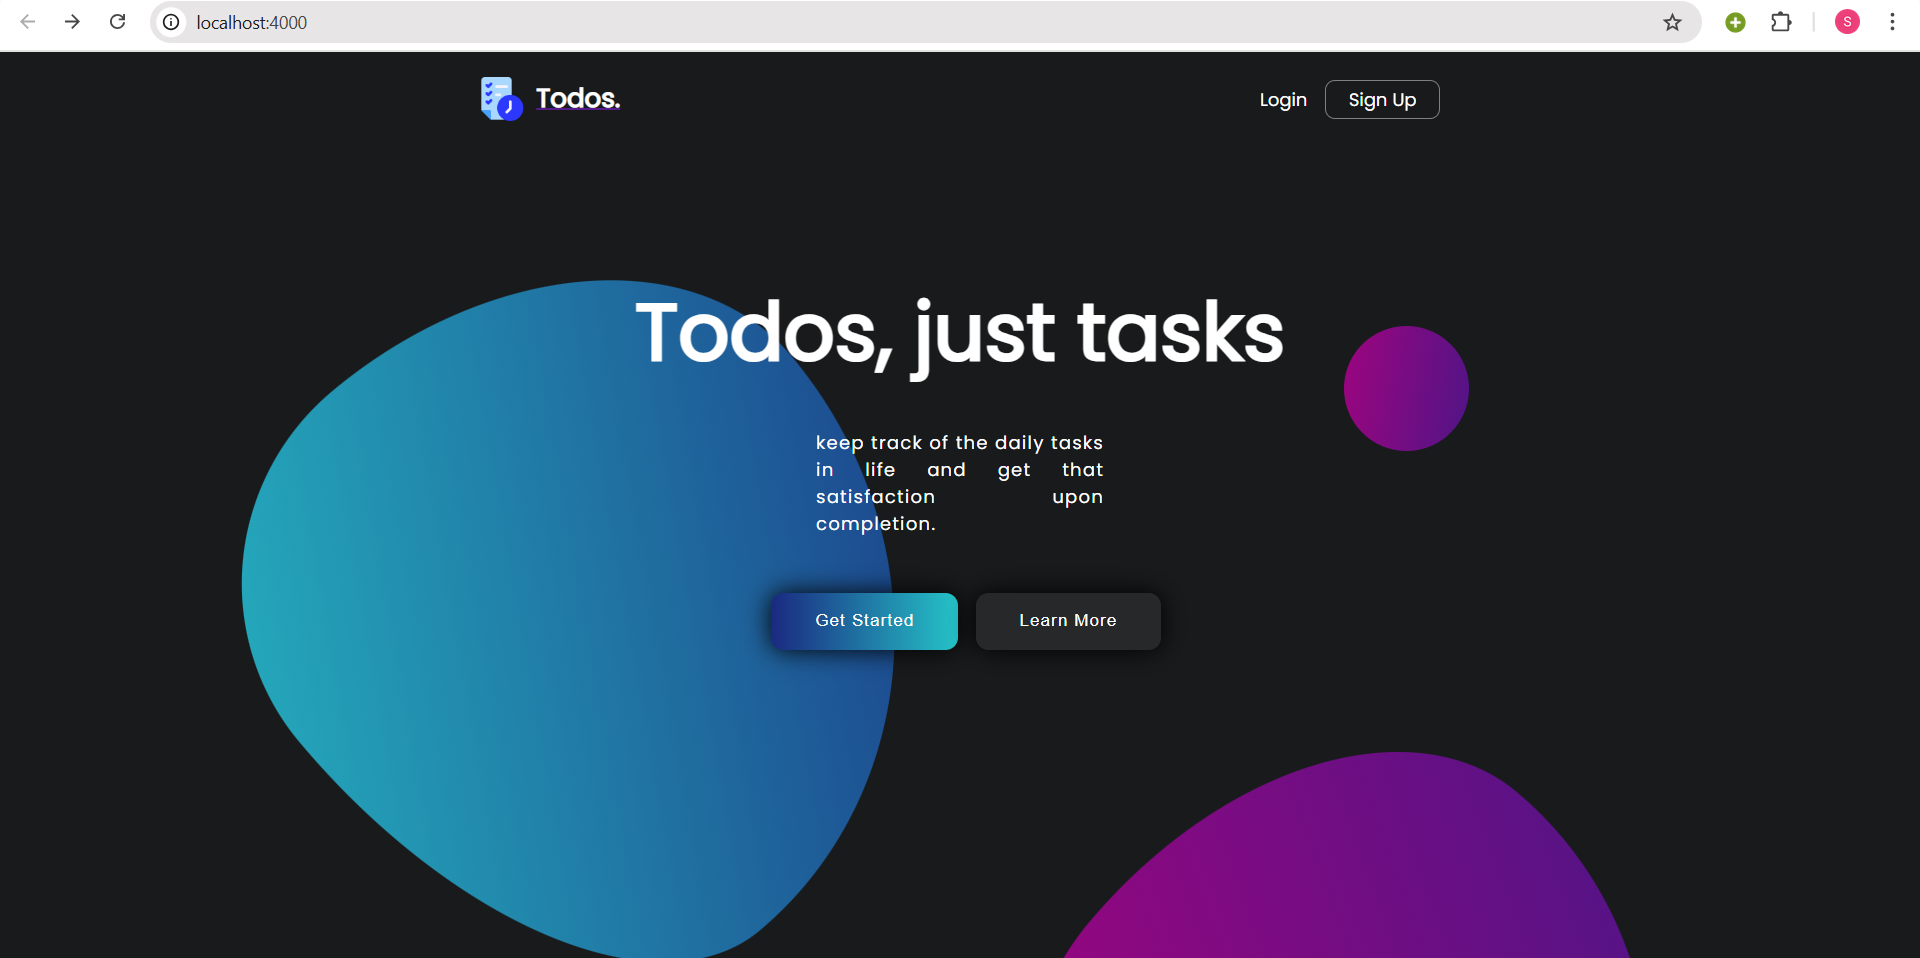 localhost:4000
S
Todos.
Login
Sign Up
Todos, just tasks
keep track of the daily tasks
in life and get that
satisfaction upon
completion.
Get Started
Learn More